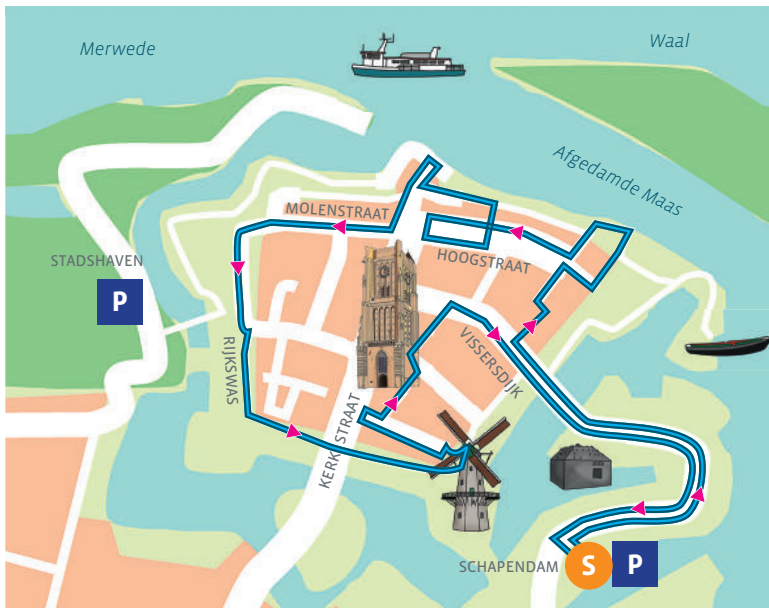 Merwede
Waal
Afgedamde Maas
MOLENSTRAAT
HOOGSTRAAT
STADSHAVEN
P
RIJKSWAS
VISSERSDIJK
KERKSTRAAT
SCHAPENDAM
S
P